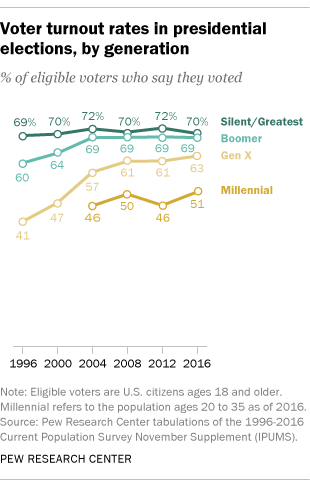 Voter turnout rates in presidential
elections, by generation
% of eligible voters who say they voted
69% 70% 72% 70% 72% 70% Silent/Greatest
60 64 69 69 69 69 Boomer
41 47 57 61 61 63 Gen X
46 50 46 51 Millennial
1996 2000 2004 2008 2012 2016
Note: Eligible voters are U.S. citizens ages 18 and older.
Millennial refers to the population ages 20 to 35 as of 2016.
Source: Pew Research Center tabulations of the 1996-2016
Current Population Survey November Supplement (IPUMS).
PEW RESEARCH CENTER